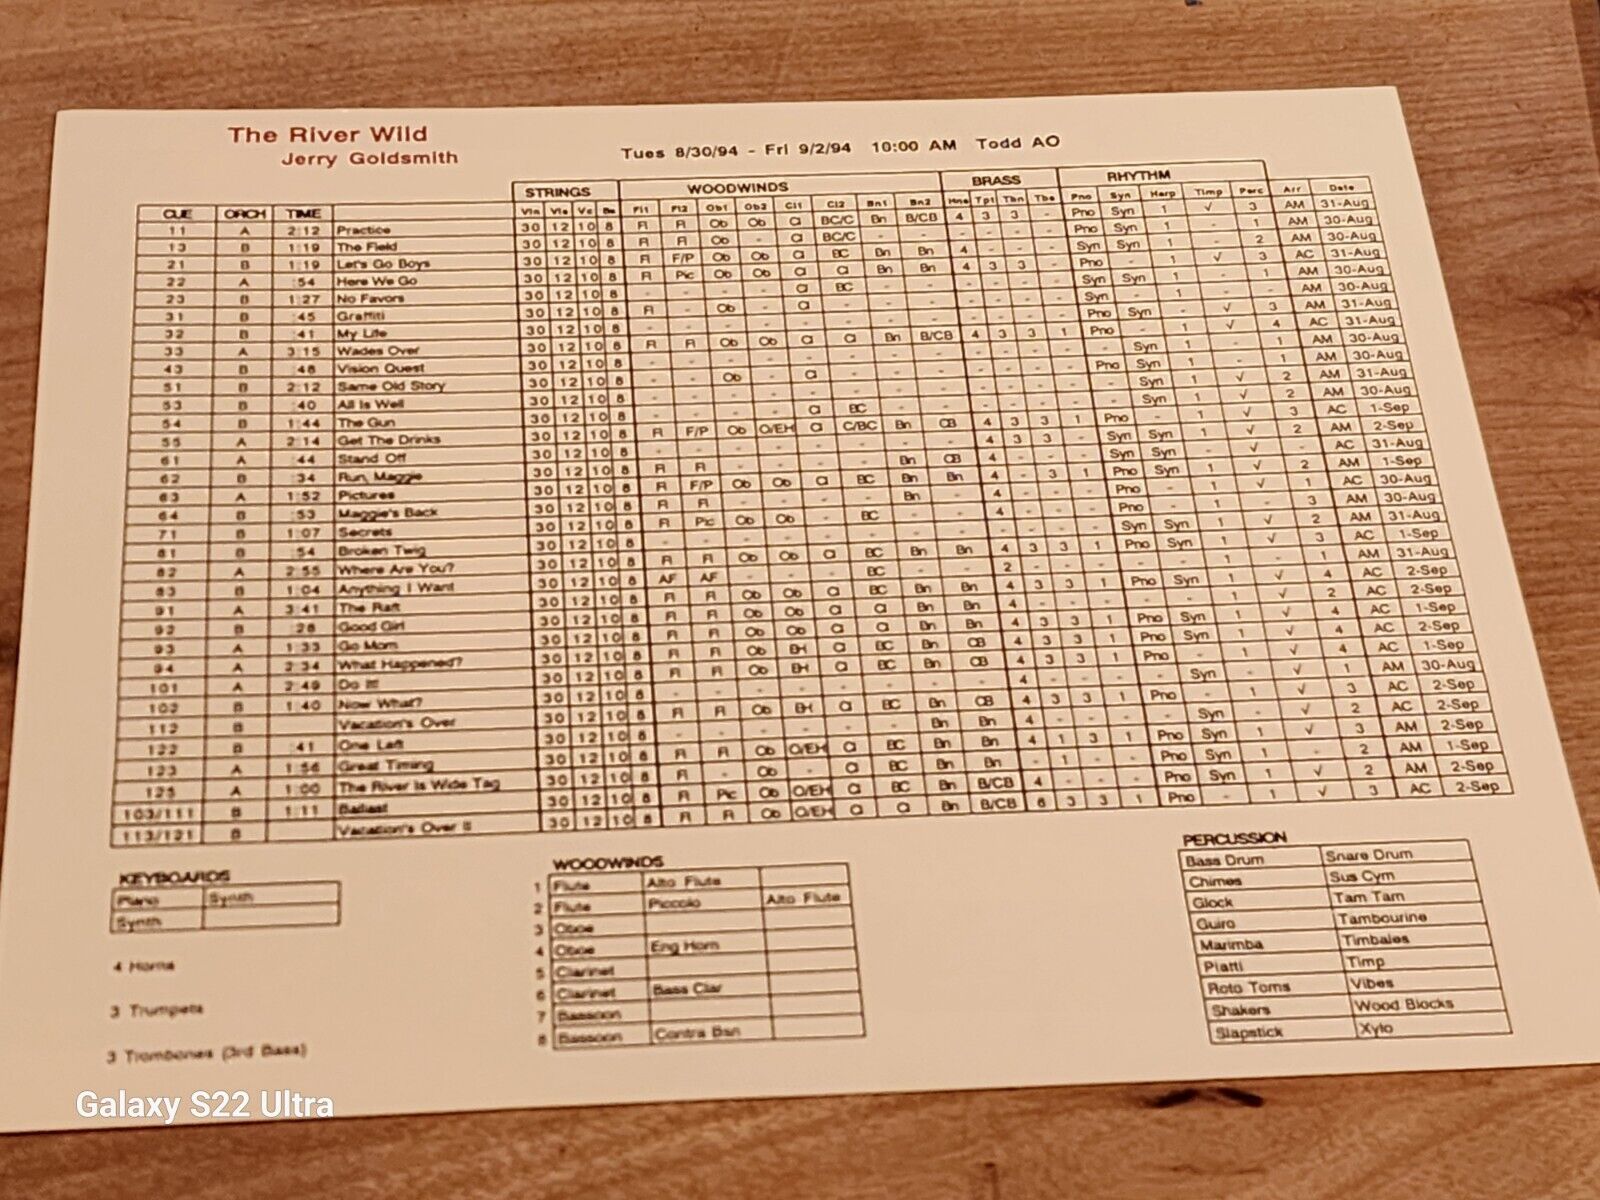 The River Wild
Jerry Goldsmith
Tues 8/30/94 - Fri 9/2/94 10:00 AM Todd AO
STRINGS WOODWINDS BRASS RHYTHM
CUE ORCH TIME Vln Vla Vc Bs Fl1 Fl2 Ob1 Ob2 Cl1 Cl2 Bn1 Bn2 Hns Tpt Tbn Tba Pno Syn Harp Timp Perc Arr Date
11 A 2:12 Practice 30 12 10 8 Fl Fl Ob Ob Cl BC/C Bn B/CB 4 3 3 - Pno Syn 1 √ 3 AM 31-Aug
13 B 1:19 The Field 30 12 10 8 Fl Fl Ob - Cl BC/C - - - - - - Pno Syn 1 - 1 AM 30-Aug
21 B 1:19 Let's Go Boys 30 12 10 8 Fl F/P Ob Ob Cl BC Bn Bn 4 - - - Syn Syn 1 - 2 AM 30-Aug
22 A :54 Here We Go 30 12 10 8 Fl Pic Ob Ob Cl Cl Bn Bn 4 3 3 - Pno - 1 √ 3 AC 31-Aug
23 B 1:27 No Favors 30 12 10 8 - - - - Cl BC - - - - - - Syn Syn 1 - 1 AM 30-Aug
31 B :45 Graffiti 30 12 10 8 Fl - Ob - Cl - - - - - - - Syn - 1 - - AM 30-Aug
32 B :41 My Life 30 12 10 8 - - - - - - - - - - - - Pno Syn - √ 3 AM 31-Aug
33 A 3:15 Wades Over 30 12 10 8 Fl Fl Ob Ob Cl Cl Bn B/CB 4 3 3 1 Pno - 1 √ 4 AC 31-Aug
43 B :48 Vision Quest 30 12 10 8 - - - - - - - - - - - - - Syn 1 - 1 AM 30-Aug
51 B 2:12 Same Old Story 30 12 10 8 - - Ob - Cl - - - - - - - Pno Syn 1 - 1 AM 30-Aug
53 B :40 All Is Well 30 12 10 8 - - - - - - - - - - - - - Syn 1 √ 2 AM 31-Aug
54 B 1:44 The Gun 30 12 10 8 - - - - Cl BC - - - - - - - Syn 1 √ 2 AM 30-Aug
55 A 2:14 Get The Drinks 30 12 10 8 Fl F/P Ob O/EH Cl C/BC Bn CB 4 3 3 1 Pno - 1 √ 3 AC 1-Sep
61 A :44 Stand Off 30 12 10 8 - - - - - - - - 4 3 3 - Syn Syn 1 √ 2 AM 2-Sep
62 B :34 Run, Maggie 30 12 10 8 Fl Fl - - - - Bn CB 4 - - - Syn Syn - √ - AC 31-Aug
63 A 1:52 Pictures 30 12 10 8 Fl F/P Ob Ob Cl BC Bn Bn 4 - 3 1 Pno Syn 1 √ 2 AM 1-Sep
64 B :53 Maggie's Back 30 12 10 8 Fl Fl - - - - Bn - 4 - - - Pno - 1 √ 1 AC 30-Aug
71 B 1:07 Secrets 30 12 10 8 Fl Pic Ob Ob - BC - - 4 - - - Pno - 1 - 3 AM 30-Aug
81 B :54 Broken Twig 30 12 10 8 - - - - - - - - - - - - Syn Syn 1 √ 2 AM 31-Aug
82 A 2:55 Where Are You? 30 12 10 8 Fl Fl Ob Ob Cl BC Bn Bn 4 3 3 1 Pno Syn 1 √ 3 AC 1-Sep
83 B 1:04 Anything I Want 30 12 10 8 AF AF - - - BC - - 2 - - - - - 1 - 1 AM 31-Aug
91 A 3:41 The Raft 30 12 10 8 Fl Fl Ob Ob Cl BC Bn Bn 4 3 3 1 Pno Syn 1 √ 4 AC 2-Sep
92 B :28 Good Girl 30 12 10 8 Fl Fl Ob Ob Cl Cl Bn Bn 4 - - - - - 1 √ 2 AC 2-Sep
93 A 1:33 Go Mom 30 12 10 8 Fl Fl Ob Ob Cl Cl Bn Bn 4 3 3 1 Pno Syn 1 √ 4 AC 1-Sep
94 A 2:34 What Happened? 30 12 10 8 Fl Fl Ob EH Cl BC Bn CB 4 3 3 1 Pno Syn 1 √ 4 AC 2-Sep
101 A 2:49 Do It! 30 12 10 8 Fl Fl Ob EH Cl BC Bn CB 4 3 3 1 Pno - 1 √ 4 AC 1-Sep
102 B 1:40 Now What? 30 12 10 8 - - - - - - - - 4 - - - - Syn - √ 1 AM 30-Aug
112 B Vacation's Over 30 12 10 8 Fl Fl Ob EH Cl BC Bn CB 4 3 3 1 Pno - 1 √ 3 AC 2-Sep
122 B :41 One Left 30 12 10 8 - - - - - - Bn Bn 4 - - - - Syn - √ 2 AC 2-Sep
123 A 1:56 Great Timing 30 12 10 8 Fl Fl Ob O/EH Cl BC Bn Bn 4 1 3 1 Pno Syn 1 √ 3 AM 2-Sep
125 A 1:00 The River Is Wide Tag 30 12 10 8 Fl - Ob - Cl BC Bn Bn - 1 - - Pno Syn 1 - 2 AM 1-Sep
103/111 B 1:11 Ballast 30 12 10 8 Fl Pic Ob O/EH Cl BC Bn B/CB 4 - - - Pno Syn 1 √ 2 AM 2-Sep
113/121 B Vacation's Over II 30 12 10 8 Fl Fl Ob O/EH Cl Cl Bn B/CB 6 3 3 1 Pno - 1 √ 3 AC 2-Sep
KEYBOARDS
Piano Synth
Synth
4 Horns
3 Trumpets
3 Trombones (3rd Bass)
WOODWINDS
1 Flute Alto Flute
2 Flute Piccolo Alto Flute
3 Oboe
4 Oboe Eng Horn
5 Clarinet
6 Clarinet Bass Clar
7 Bassoon
8 Bassoon Contra Bsn
PERCUSSION
Bass Drum Snare Drum
Chimes Sus Cym
Glock Tam Tam
Guiro Tambourine
Marimba Timbales
Piatti Timp
Roto Toms Vibes
Shakers Wood Blocks
Slapstick Xylo
Galaxy S22 Ultra